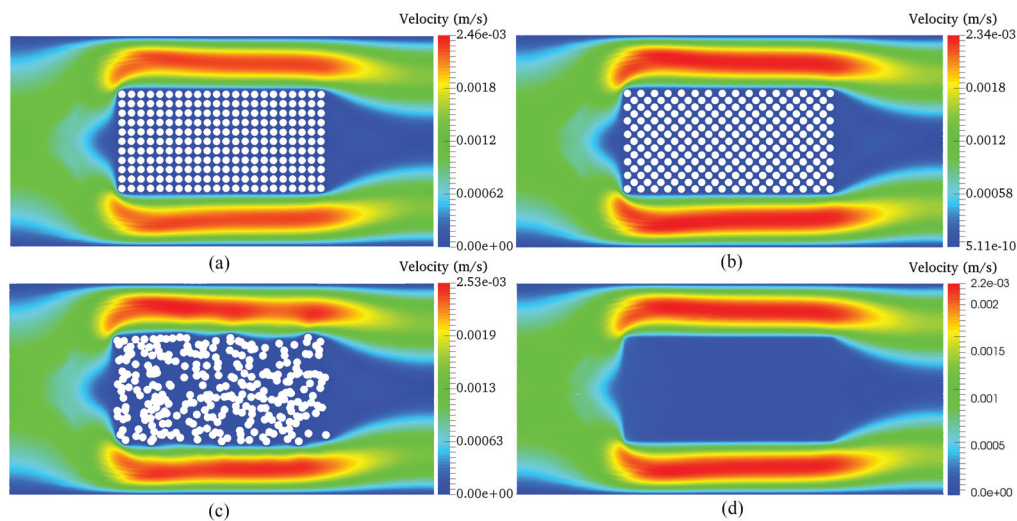 Velocity (m/s)
2.46e-03
0.0018
0.0012
0.00062
0.00e+00
(a)
Velocity (m/s)
2.34e-03
0.0018
0.0012
0.00058
5.11e-10
(b)
Velocity (m/s)
2.53e-03
0.0019
0.0013
0.00063
0.00e+00
(c)
Velocity (m/s)
2.2e-03
0.002
0.0015
0.001
0.0005
0.0e+00
(d)